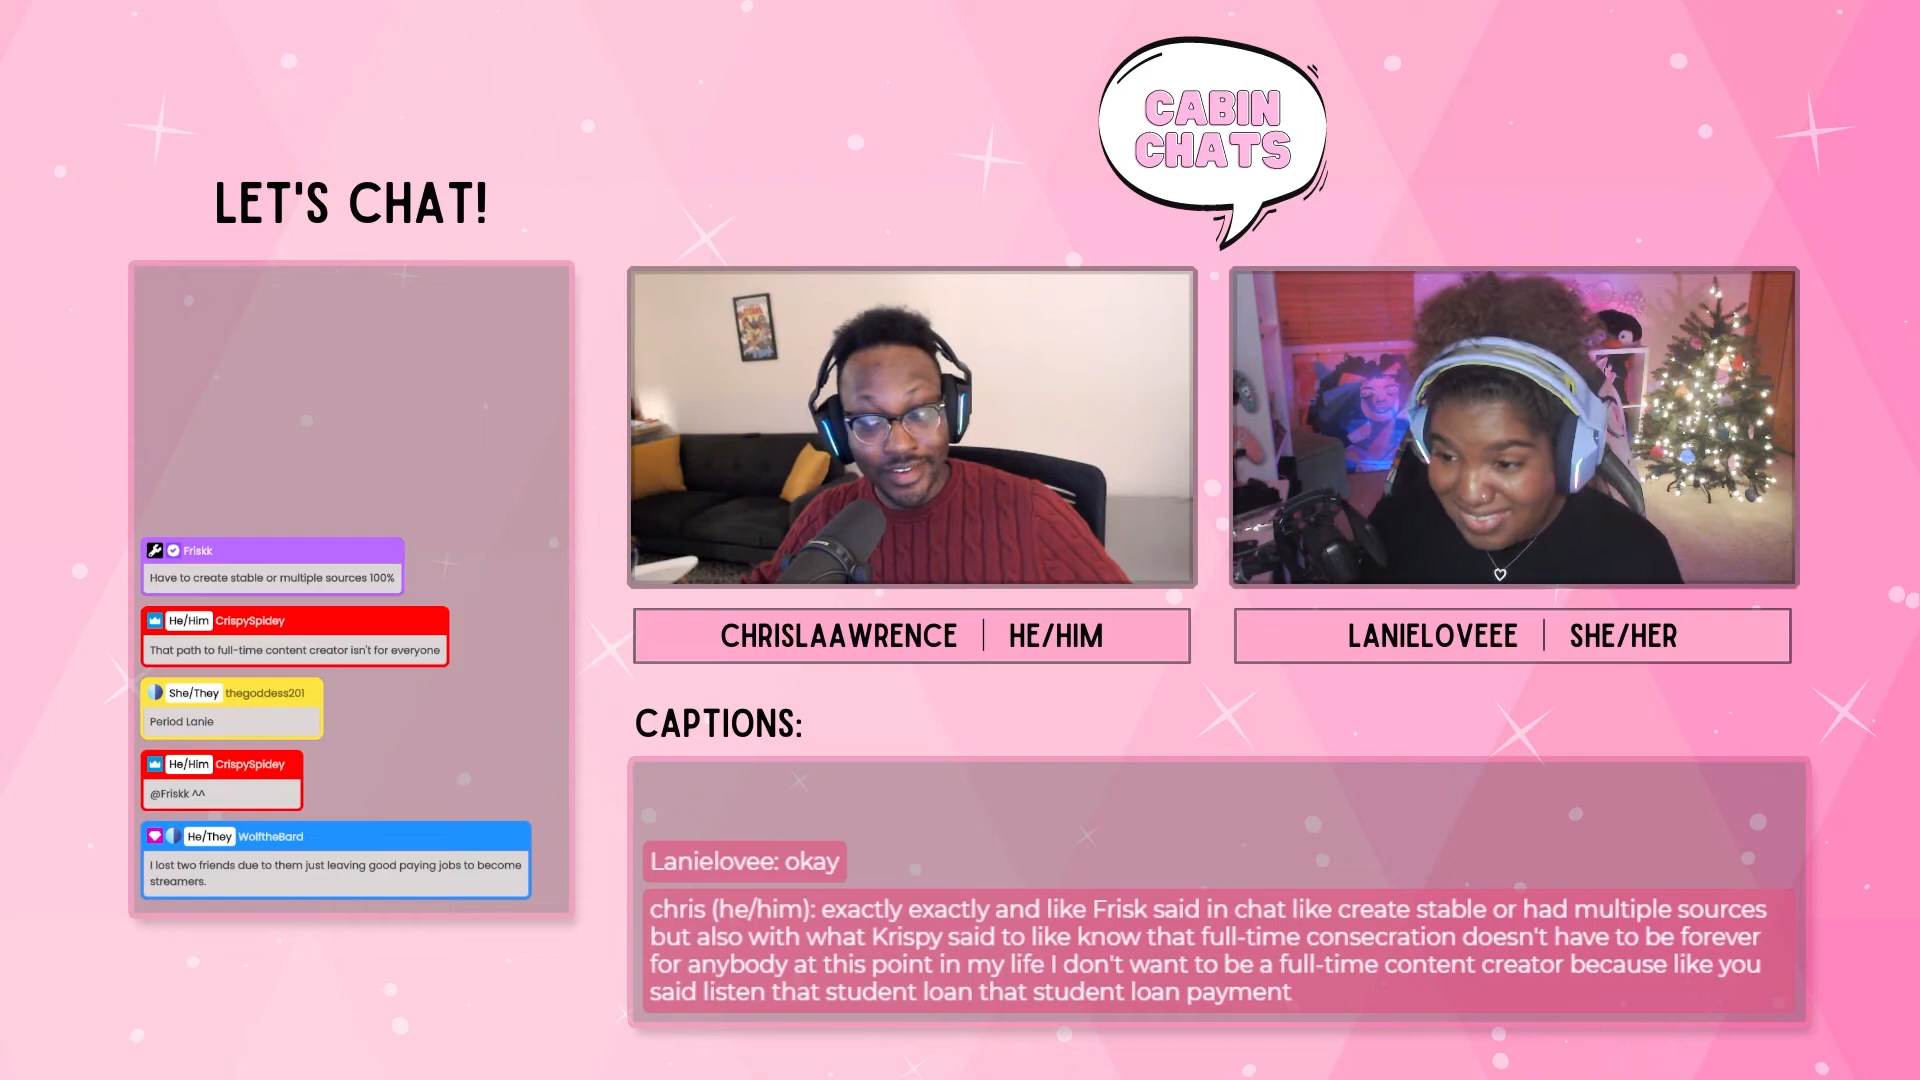 CABIN
CHATS
LET'S CHAT!
Friskk
Have to create stable or multiple sources 100%
He/Him CrispySpidey
That path to full-time content creator isn't for everyone
She/They thegoddess201
Period Lanie
He/Him CrispySpidey
@Friskk ^^
He/They WolftheBard
I lost two friends due to them just leaving good paying jobs to become
streamers.
CHRISLAAWRENCE | HE/HIM
LANIELOVEEE | SHE/HER
CAPTIONS:
Lanielovee: okay
chris (he/him): exactly exactly and like Frisk said in chat like create stable or had multiple sources
but also with what Krispy said to like know that full-time consecration doesn't have to be forever
for anybody at this point in my life I don't want to be a full-time content creator because like you
said listen that student loan that student loan payment